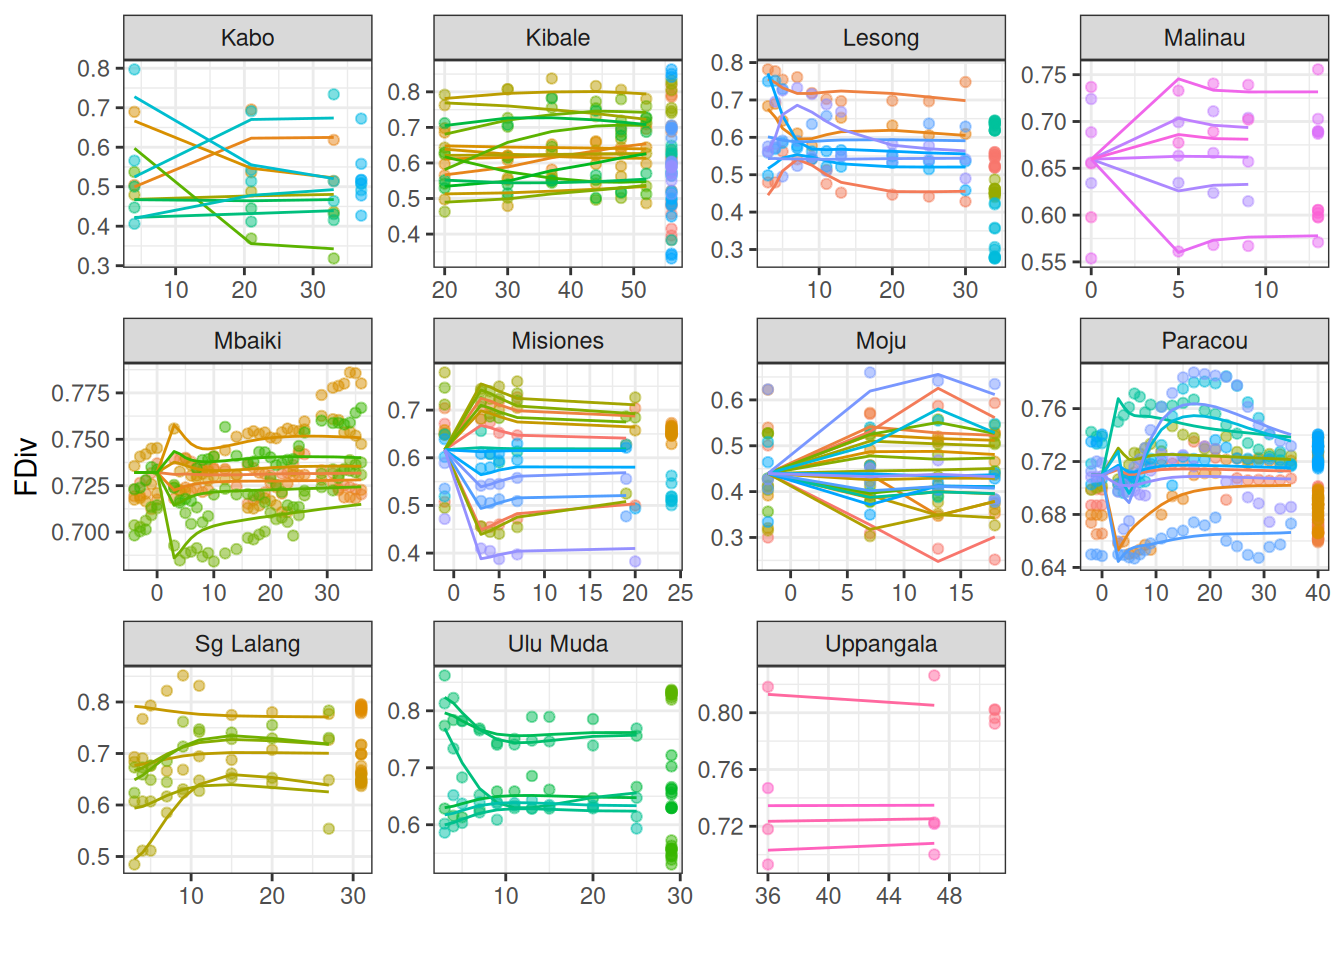 Kabo Kibale Lesong Malinau
0.8 0.7 0.6 0.5 0.4 0.3
10 20 30
0.8 0.7 0.6 0.5 0.4
20 30 40 50
0.8 0.7 0.6 0.5 0.4 0.3
10 20 30
0.75 0.70 0.65 0.60 0.55
0 5 10
FDiv
Mbaiki Misiones Moju Paracou
0.775 0.750 0.725 0.700
0 10 20 30
0.7 0.6 0.5 0.4
0 5 10 15 20 25
0.6 0.5 0.4 0.3
0 5 10 15
0.76 0.72 0.68 0.64
0 10 20 30 40
Sg Lalang Ulu Muda Uppangala
0.8 0.7 0.6 0.5
10 20 30
0.8 0.7 0.6
10 20 30
0.80 0.76 0.72
36 40 44 48